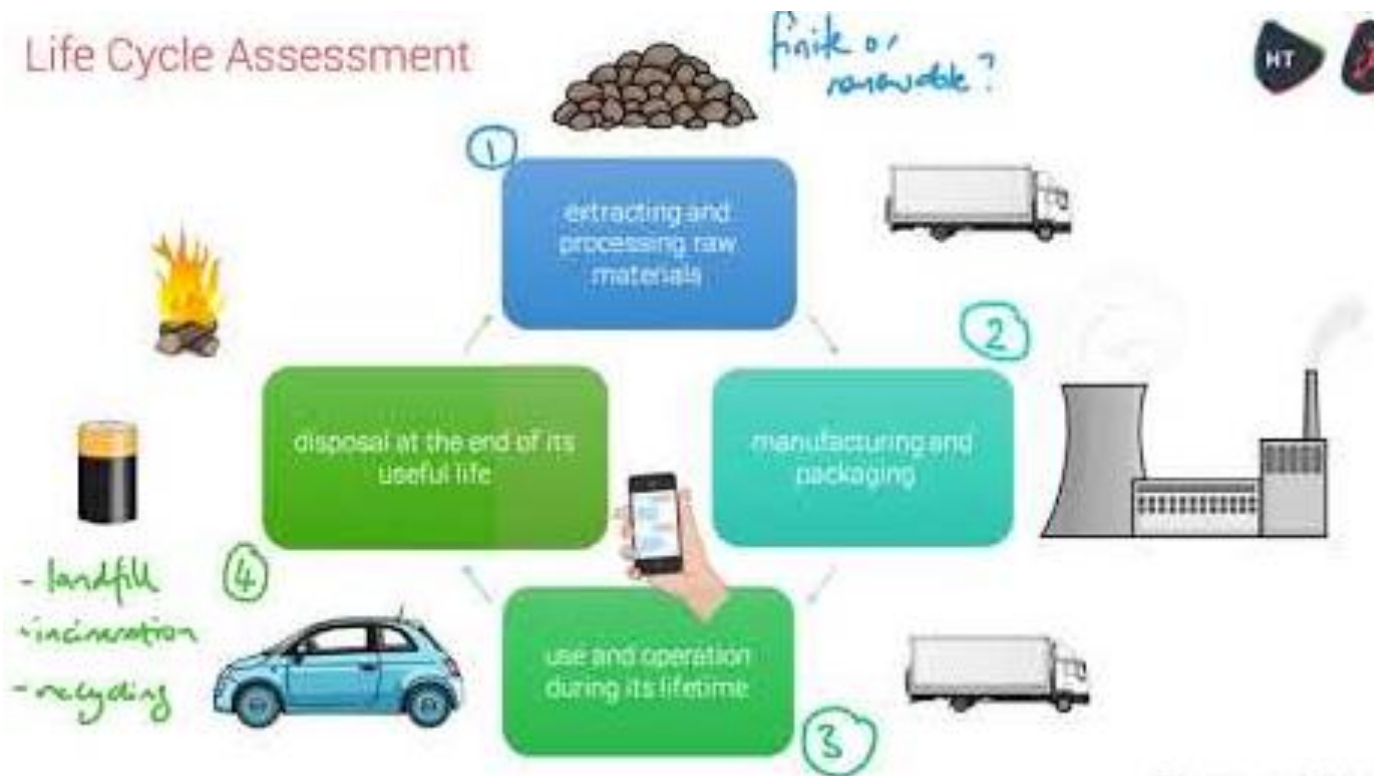 Life Cycle Assessment
finite or
renewable?
HT
1
extracting and
processing raw
materials
2
manufacturing and
packaging
disposal at the end of its
useful life
4
- landfill
- incineration
- recycling
use and operation
during its lifetime
3